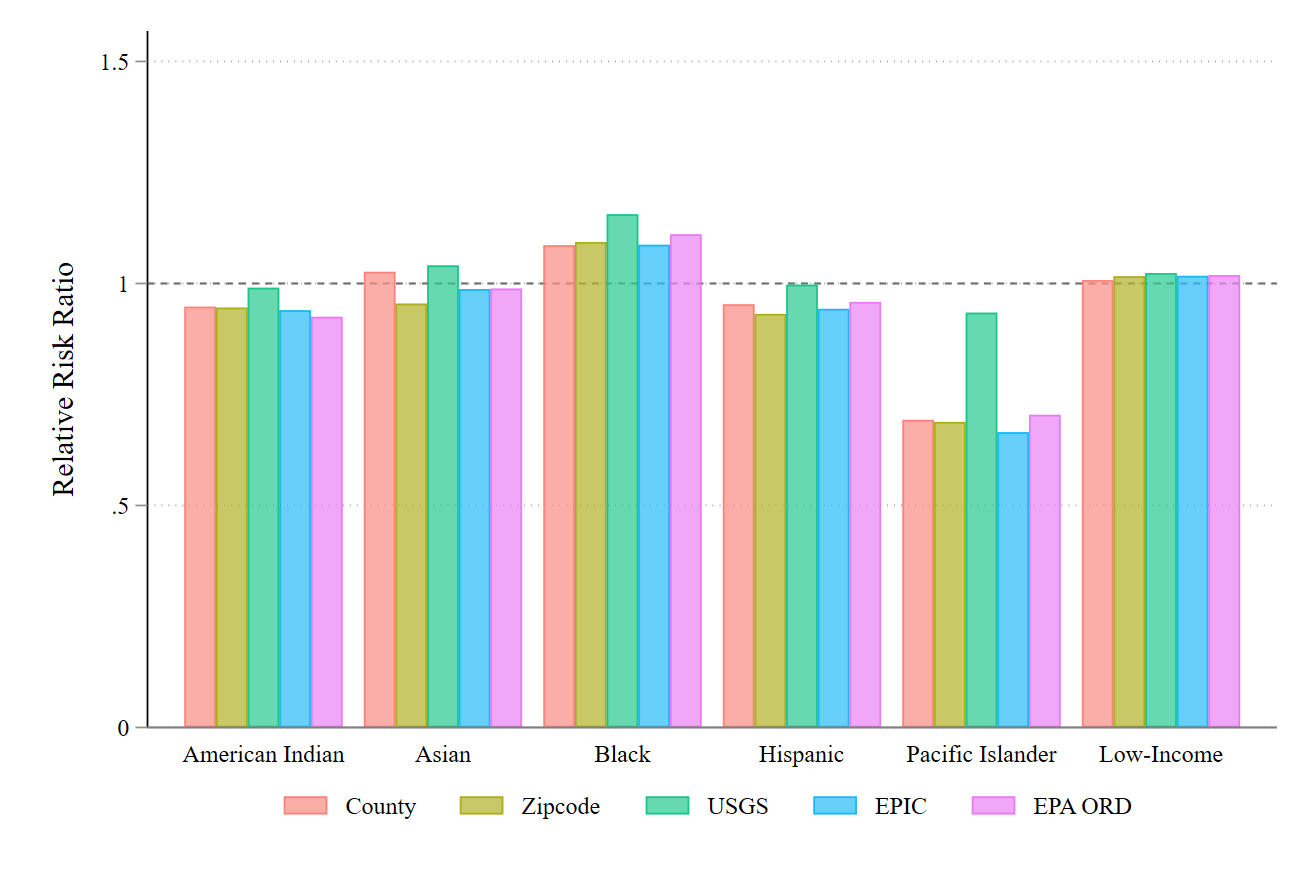 Relative Risk Ratio
1.5
1
.5
0
American Indian Asian Black Hispanic Pacific Islander Low-Income
County Zipcode USGS EPIC EPA ORD